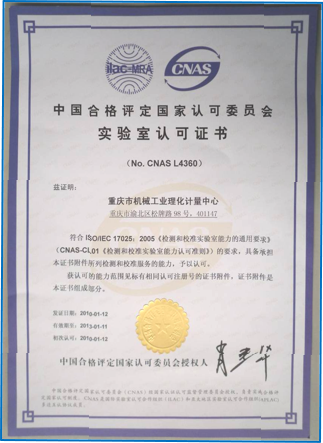 ilac-MRA
CNAS
中国合格评定国家认可委员会
实验室认可证书
(No. CNAS L4360)
兹证明:
重庆市机械工业理化计量中心
重庆市渝北区松牌路98号, 401147
符合 ISO/IEC 17025: 2005《检测和校准实验室能力的通用要求》
(CNAS-CL01《检测和校准实验室能力认可准则》)的要求, 具备承担
本证书附件所列检测和校准服务的能力, 予以认可。
获认可的能力范围见标有相同认可注册号的证书附件, 证书附件是
本证书组成部分。
签发日期: 2010-01-12
有效期至: 2013-01-11
初次认可: 2010-01-12
中国合格评定国家认可委员会授权人